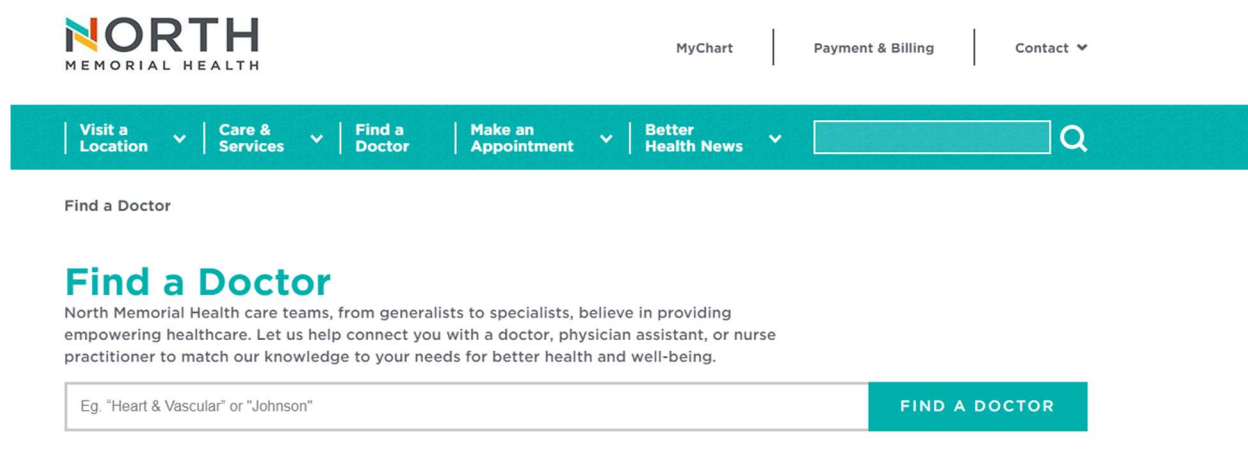 NORTH
MEMORIAL HEALTH
MyChart
Payment & Billing
Contact
Visit a
Location
Care &
Services
Find a
Doctor
Make an
Appointment
Better
Health News
Find a Doctor
Find a Doctor
North Memorial Health care teams, from generalists to specialists, believe in providing
empowering healthcare. Let us help connect you with a doctor, physician assistant, or nurse
practitioner to match our knowledge to your needs for better health and well-being.
Eg. “Heart & Vascular” or "Johnson"
FIND A DOCTOR